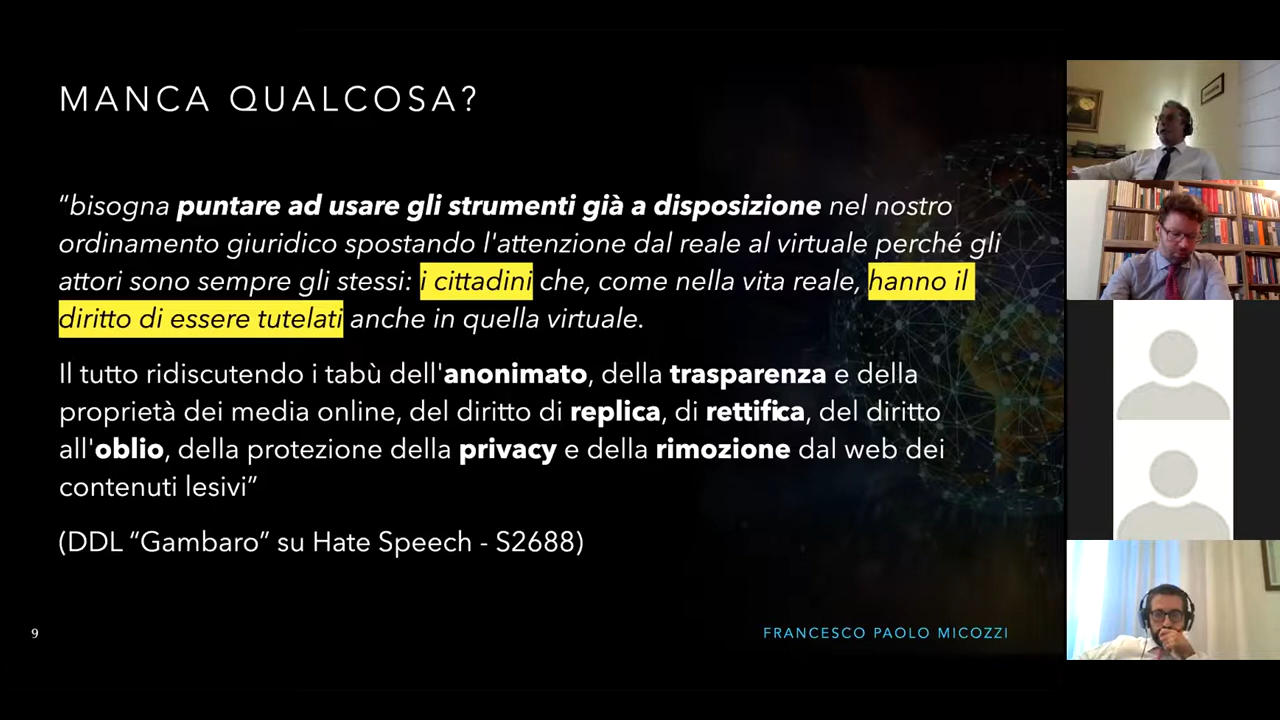 MANCA QUALCOSA?
“bisogna puntare ad usare gli strumenti già a disposizione nel nostro
ordinamento giuridico spostando l'attenzione dal reale al virtuale perché gli
attori sono sempre gli stessi: i cittadini che, come nella vita reale, hanno il
diritto di essere tutelati anche in quella virtuale.
Il tutto ridiscutendo i tabù dell'anonimato, della trasparenza e della
proprietà dei media online, del diritto di replica, di rettifica, del diritto
all'oblio, della protezione della privacy e della rimozione dal web dei
contenuti lesivi”
(DDL “Gambaro” su Hate Speech - S2688)
9
FRANCESCO PAOLO MICOZZI